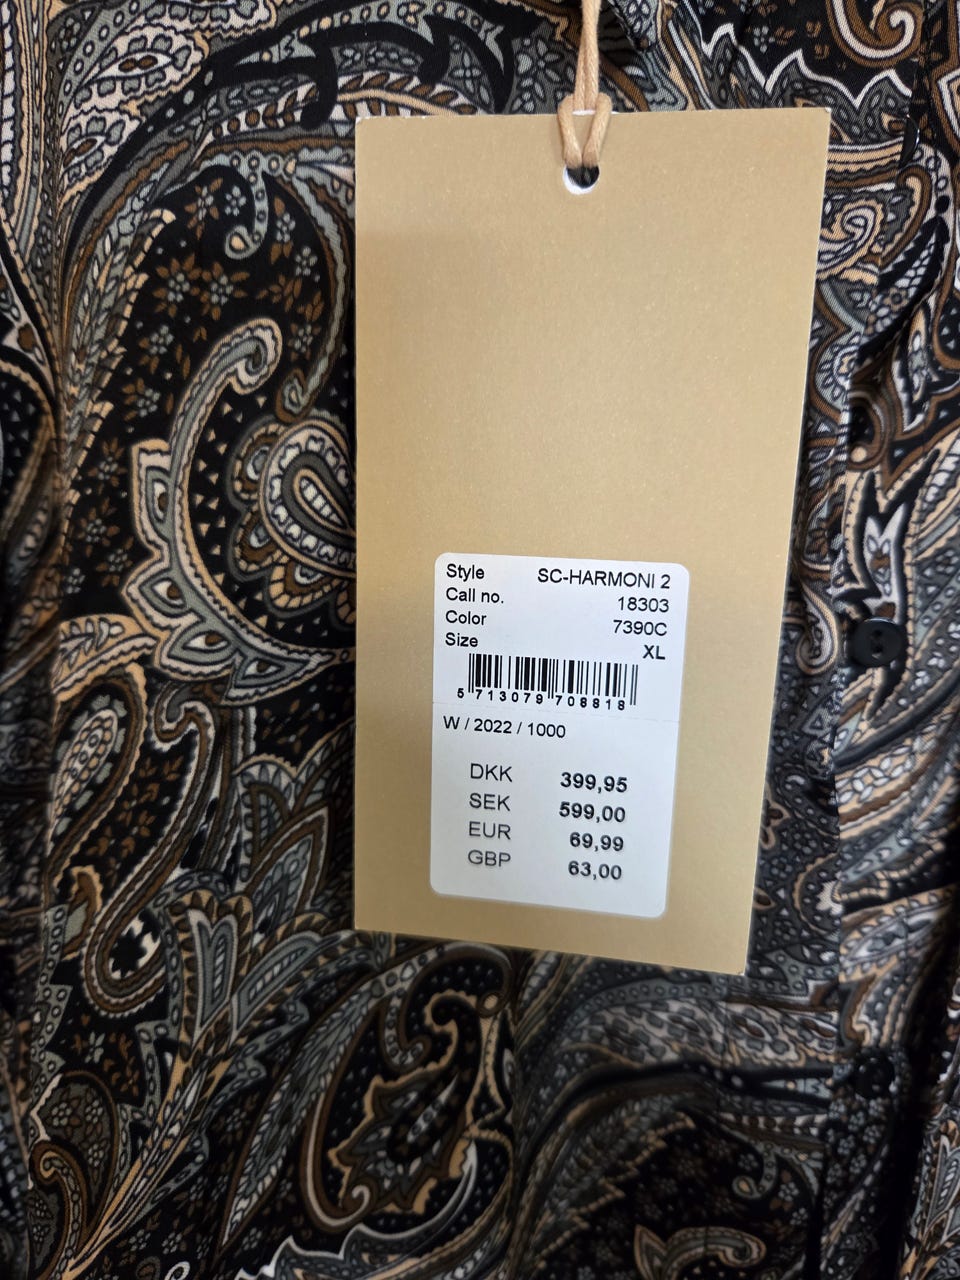 Style SC-HARMONI 2
Call no. 18303
Color 7390C
Size XL
5 713079 708818
W / 2022 / 1000
DKK 399,95
SEK 599,00
EUR 69,99
GBP 63,00